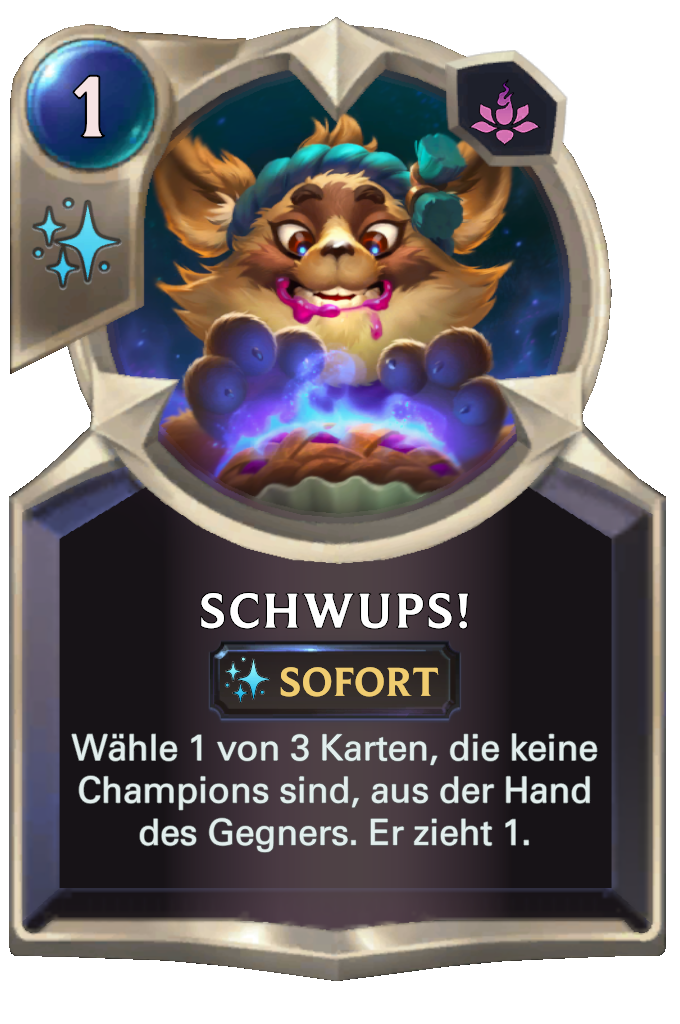 1
SCHWUPS!
SOFORT
Wähle 1 von 3 Karten, die keine
Champions sind, aus der Hand
des Gegners. Er zieht 1.